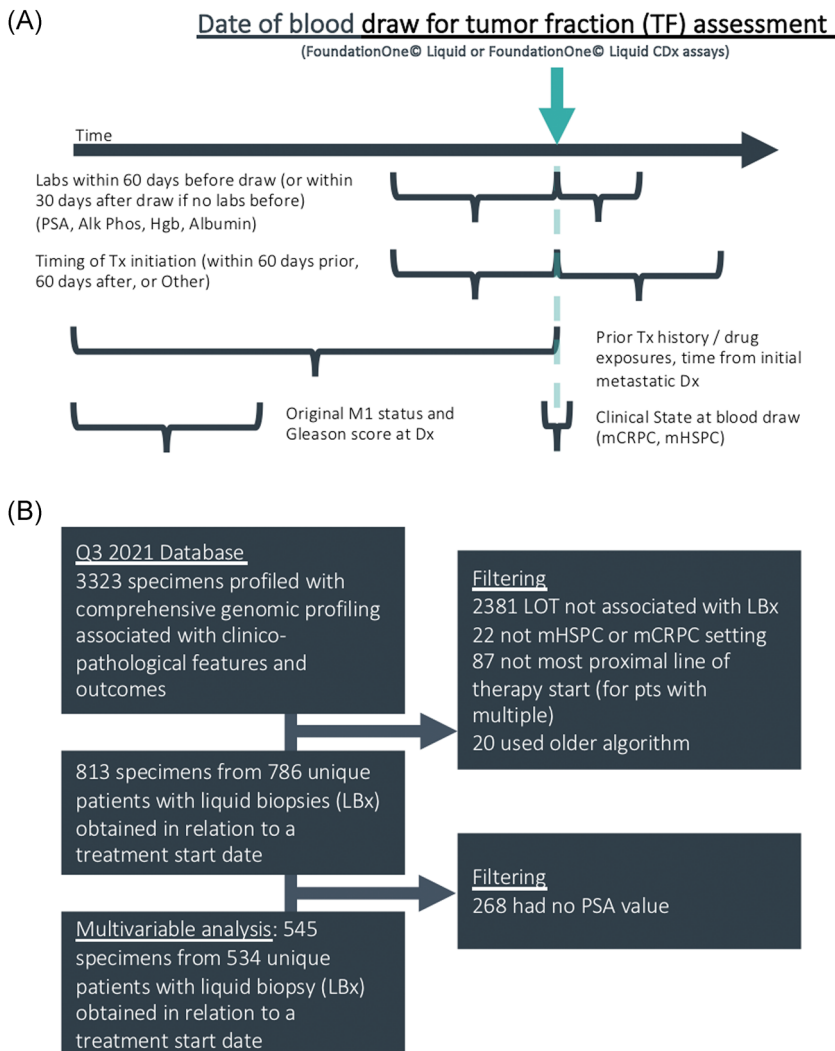 (A)
Date of blood draw for tumor fraction (TF) assessment
(FoundationOne© Liquid or FoundationOne© Liquid CDx assays)
Time
Labs within 60 days before draw (or within
30 days after draw if no labs before)
(PSA, Alk Phos, Hgb, Albumin)
Timing of Tx initiation (within 60 days prior,
60 days after, or Other)
Prior Tx history / drug
exposures, time from initial
metastatic Dx
Original M1 status and
Gleason score at Dx
Clinical State at blood draw
(mCRPC, mHSPC)
(B)
Q3 2021 Database
3323 specimens profiled with
comprehensive genomic profiling
associated with clinico-
pathological features and
outcomes
Filtering
2381 LOT not associated with LBx
22 not mHSPC or mCRPC setting
87 not most proximal line of
therapy start (for pts with
multiple)
20 used older algorithm
813 specimens from 786 unique
patients with liquid biopsies (LBx)
obtained in relation to a
treatment start date
Filtering
268 had no PSA value
Multivariable analysis: 545
specimens from 534 unique
patients with liquid biopsy (LBx)
obtained in relation to a
treatment start date